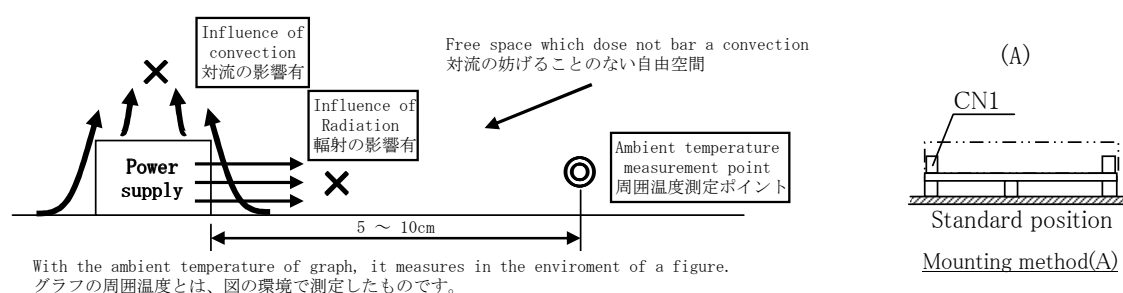 Influence of
convection
対流の影響有
Free space which dose not bar a convection
対流の妨げることのない自由空間
Influence of
Radiation
輻射の影響有
Power
supply
Ambient temperature
measurement point
周囲温度測定ポイント
5 ～ 10cm
With the ambient temperature of graph, it measures in the enviroment of a figure.
グラフの周囲温度とは、図の環境で測定したものです。
(A)
CN1
Standard position
Mounting method(A)